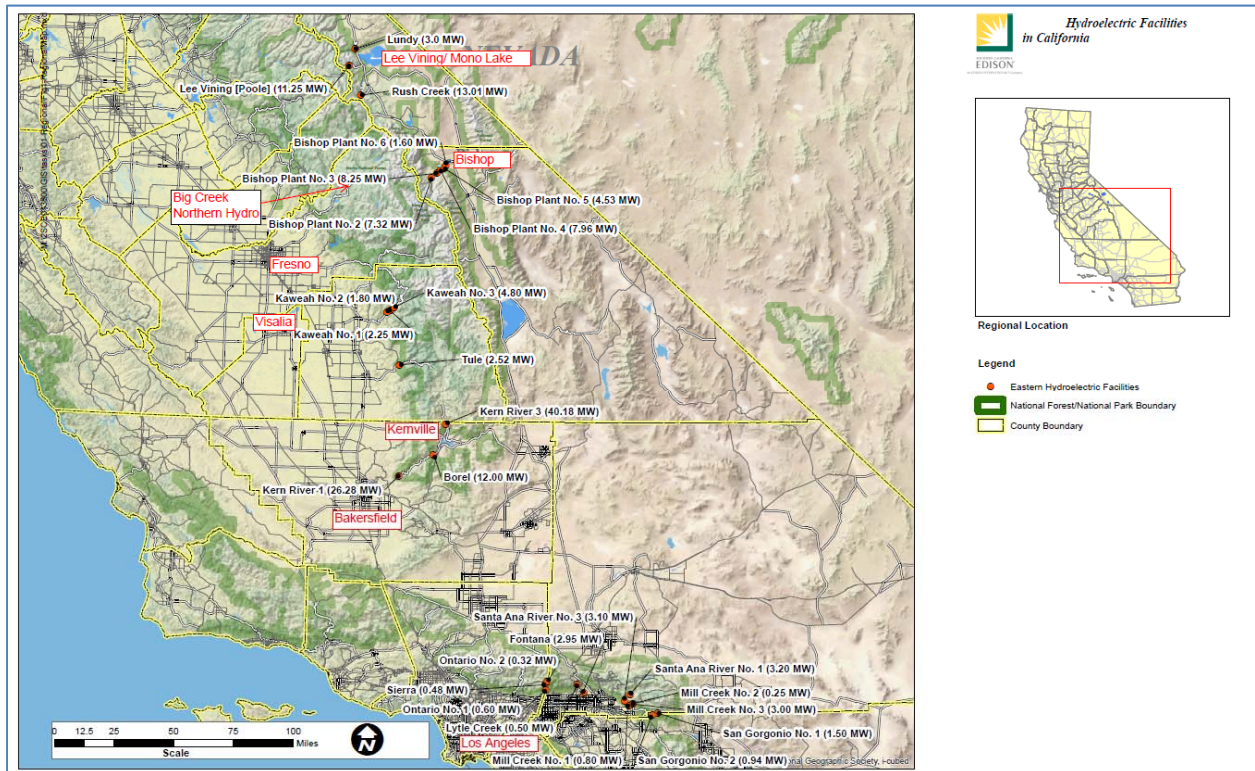 Lundy (3.0 MW)
NEVADA
Lee Vining/ Mono Lake
Lee Vining [Poole] (11.25 MW)
Rush Creek (13.01 MW)
Bishop Plant No. 6 (1.60 MW)
Bishop
Bishop Plant No. 3 (8.25 MW)
Big Creek
Northern Hydro
Bishop Plant No. 5 (4.53 MW)
Bishop Plant No. 2 (7.32 MW)
Bishop Plant No. 4 (7.96 MW)
Fresno
Kaweah No. 2 (1.80 MW)
Kaweah No. 3 (4.80 MW)
Visalia
Kaweah No. 1 (2.25 MW)
Tule (2.52 MW)
Kern River 3 (40.18 MW)
Kernville
Borel (12.00 MW)
Kern River 1 (26.28 MW)
Bakersfield
Santa Ana River No. 3 (3.10 MW)
Fontana (2.95 MW)
Ontario No. 2 (0.32 MW)
Santa Ana River No. 1 (3.20 MW)
Sierra (0.48 MW)
Mill Creek No. 2 (0.25 MW)
Ontario No. 1 (0.60 MW)
Mill Creek No. 3 (3.00 MW)
Lytle Creek (0.50 MW)
San Gorgonio No. 1 (1.50 MW)
Los Angeles
Mill Creek No. 1 (0.80 MW)
San Gorgonio No. 2 (0.94 MW)
Geographic Society, i-cubed
0 12.5 25 50 75 100
Miles
Scale
N
SOUTHERN CALIFORNIA
EDISON
Hydroelectric Facilities
in California
Regional Location
Legend
Eastern Hydroelectric Facilities
National Forest/National Park Boundary
County Boundary